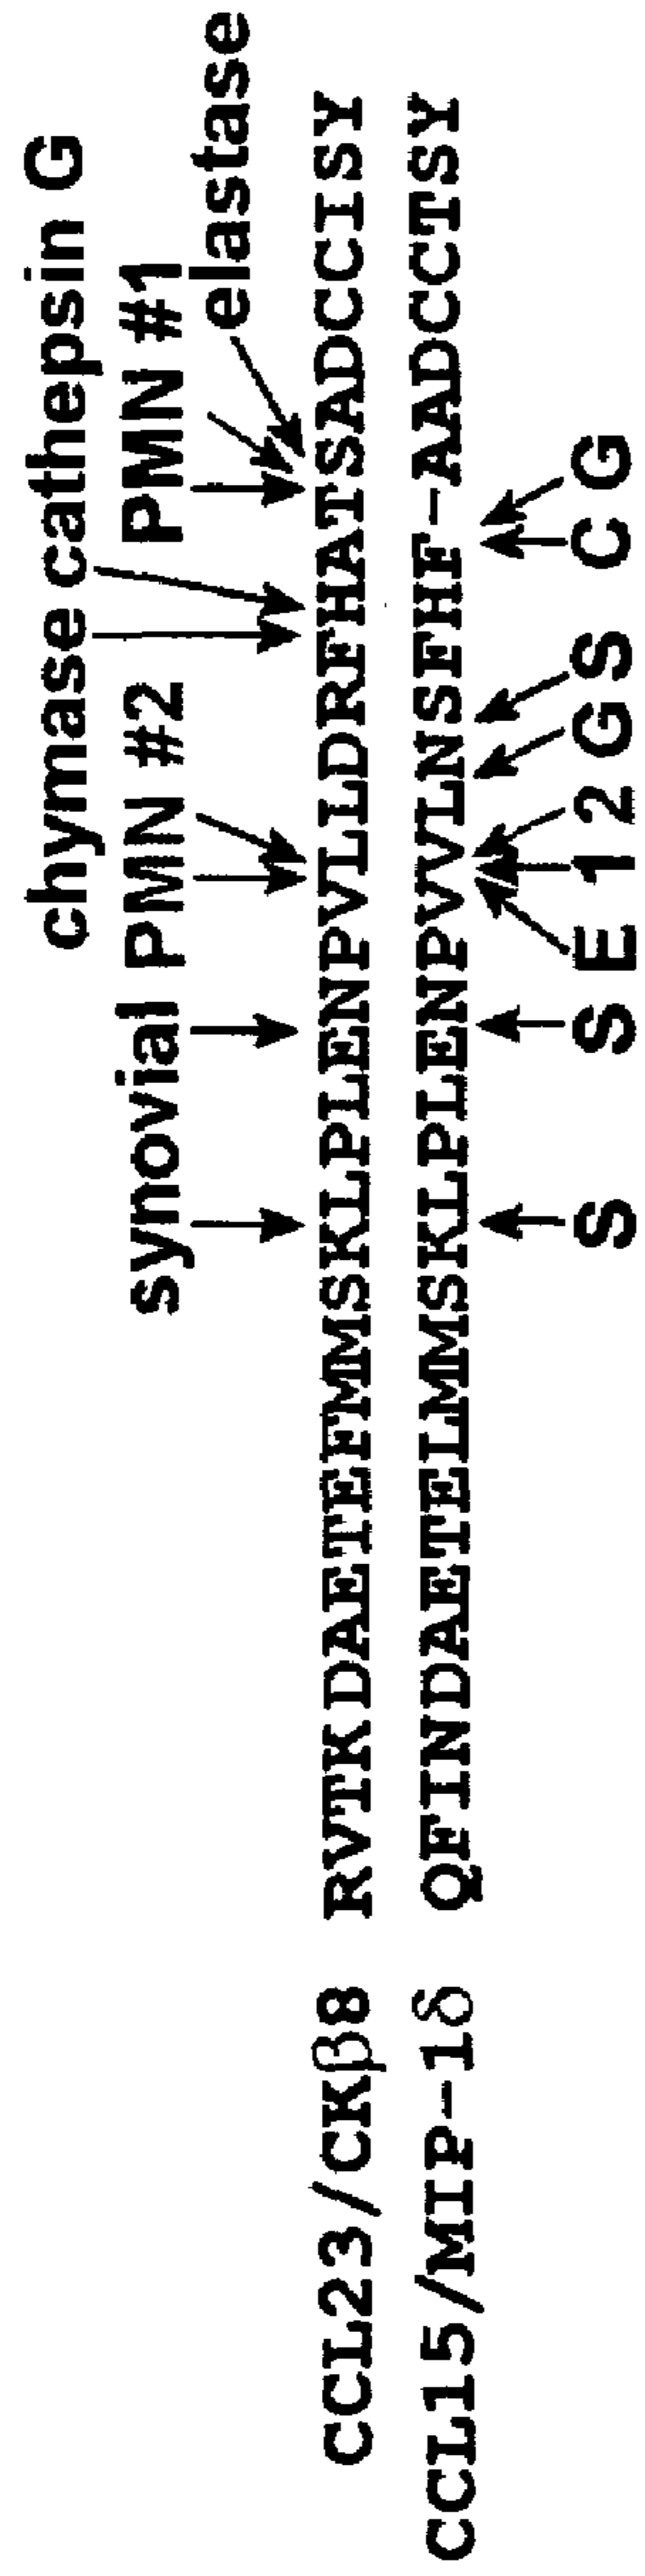 chymase cathepsin G
synovial PMN #2 PMN #1
elastase
CCL23/CKβ8 RVTKDAETEFMMSKLPLENPVLLDRFHATSADCCISY
CCL15/MIP-1δ QFINDAETELMMSKLPLENPVVLNSFHF-AADCCTSY
S S E 1 2 G S C G